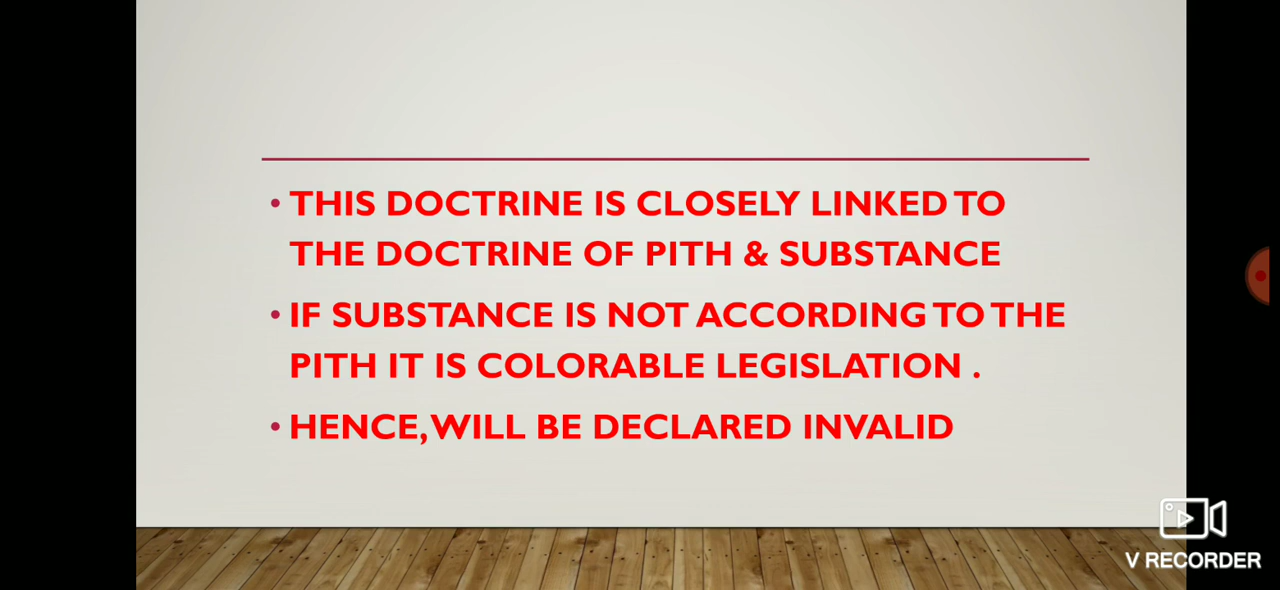 • THIS DOCTRINE IS CLOSELY LINKED TO
THE DOCTRINE OF PITH & SUBSTANCE
• IF SUBSTANCE IS NOT ACCORDING TO THE
PITH IT IS COLORABLE LEGISLATION .
• HENCE, WILL BE DECLARED INVALID
V RECORDER